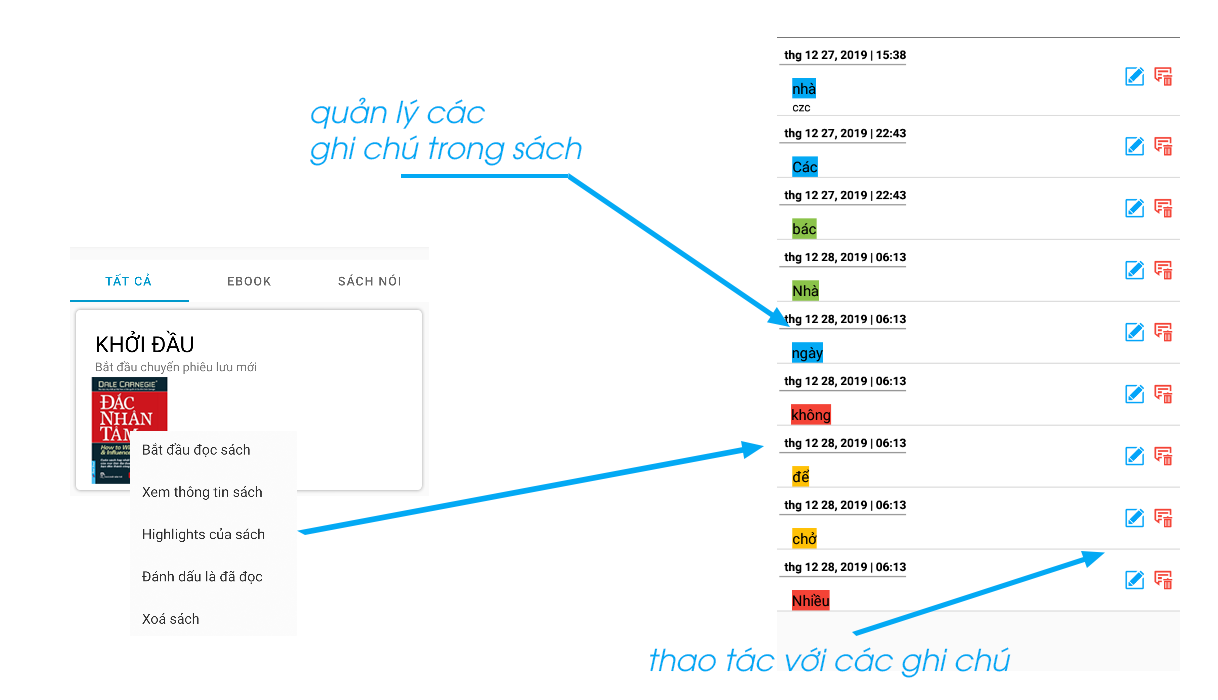 quản lý các
ghi chú trong sách
TẤT CẢ
EBOOK
SÁCH NÓI
KHỞI ĐẦU
Bắt đầu chuyến phiêu lưu mới
DALE CARNEGIE
ĐẮC
NHÂN
TÂM
How to W
& Influen
Bắt đầu đọc sách
Xem thông tin sách
Highlights của sách
Đánh dấu là đã đọc
Xoá sách
thg 12 27, 2019 | 15:38
nhà
czc
thg 12 27, 2019 | 22:43
Các
thg 12 27, 2019 | 22:43
bác
thg 12 28, 2019 | 06:13
Nhà
thg 12 28, 2019 | 06:13
ngày
thg 12 28, 2019 | 06:13
không
thg 12 28, 2019 | 06:13
để
thg 12 28, 2019 | 06:13
chở
thg 12 28, 2019 | 06:13
Nhiều
thao tác với các ghi chú